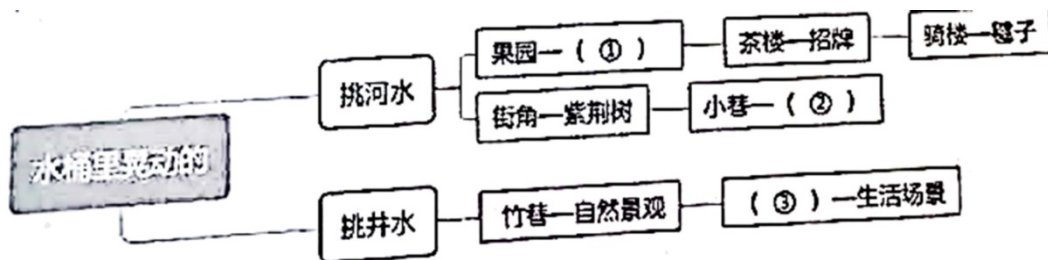 水桶里晃动的
挑河水
果园—（①）
茶楼—招牌
骑楼—毽子
街角—紫荆树
小巷—（②）
挑井水
竹巷—自然景观
（③）—生活场景